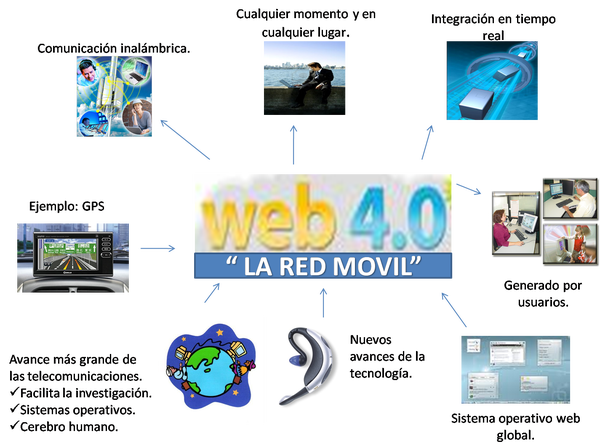 Cualquier momento y en
cualquier lugar.
Integración en tiempo
real
Comunicación inalámbrica.
Ejemplo: GPS
web 4.0
“ LA RED MOVIL”
Generado por
usuarios.
Avance más grande de
las telecomunicaciones.
✓Facilita la investigación.
✓Sistemas operativos.
✓Cerebro humano.
Nuevos
avances de la
tecnología.
Sistema operativo web
global.